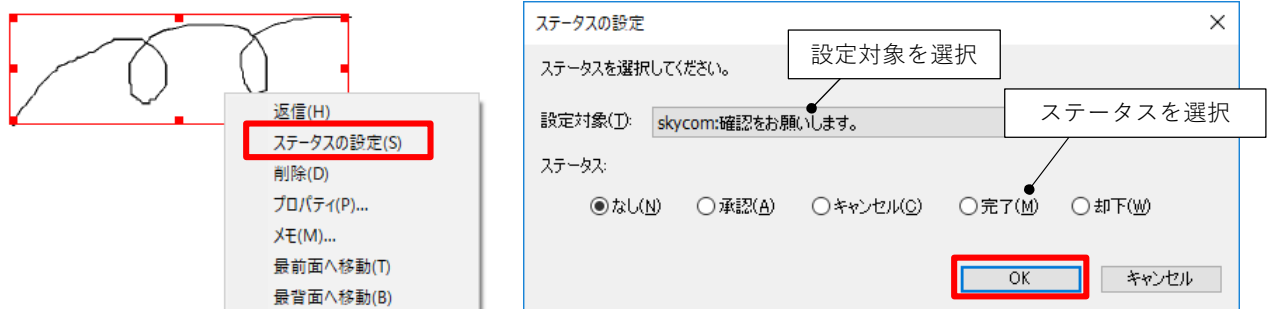 返信(H)
ステータスの設定(S)
削除(D)
プロパティ(P)...
メモ(M)...
最前面へ移動(T)
最背面へ移動(B)
ステータスの設定
ステータスを選択してください。
設定対象を選択
設定対象(T):
skycom:確認をお願いします。
ステータスを選択
ステータス:
なし(N) 承認(A) キャンセル(C) 完了(M) 却下(W)
OK キャンセル